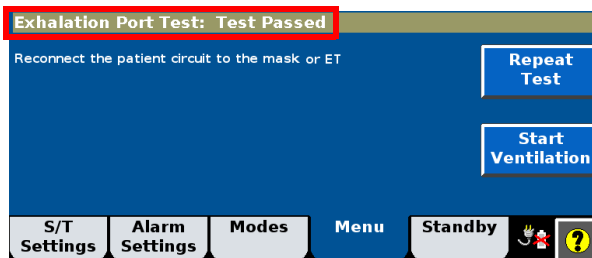 Exhalation Port Test: Test Passed
Reconnect the patient circuit to the mask or ET
Repeat
Test
Start
Ventilation
S/T
Settings
Alarm
Settings
Modes
Menu
Standby
?